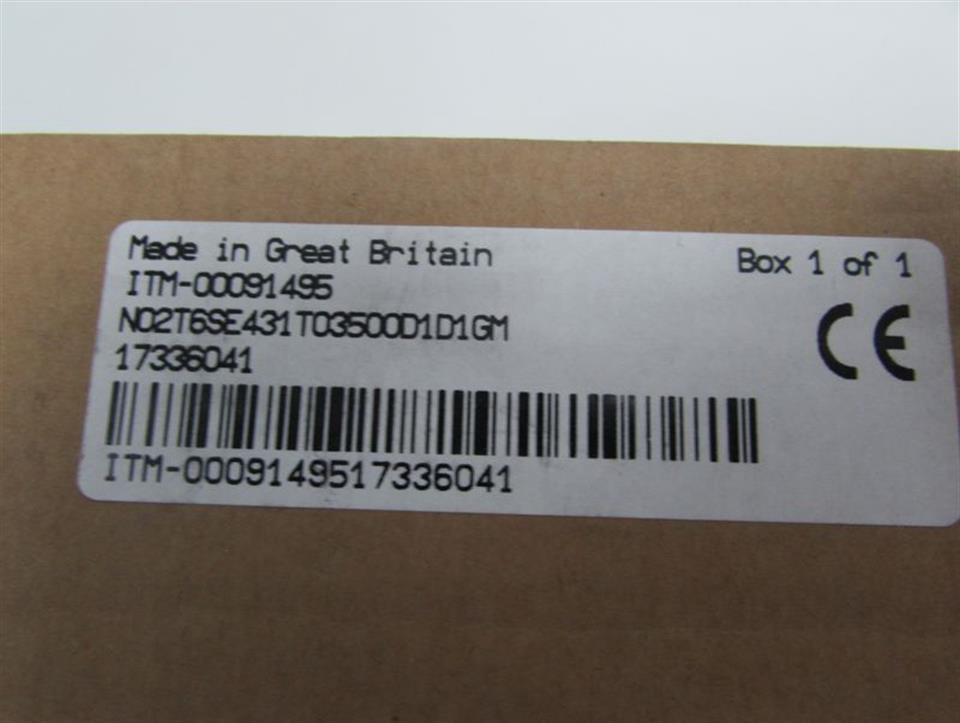 Made in Great Britain
Box 1 of 1
ITM-00091495
N02T6SE431T03500D1D1GM
17336041
CE
ITM-0009149517336041